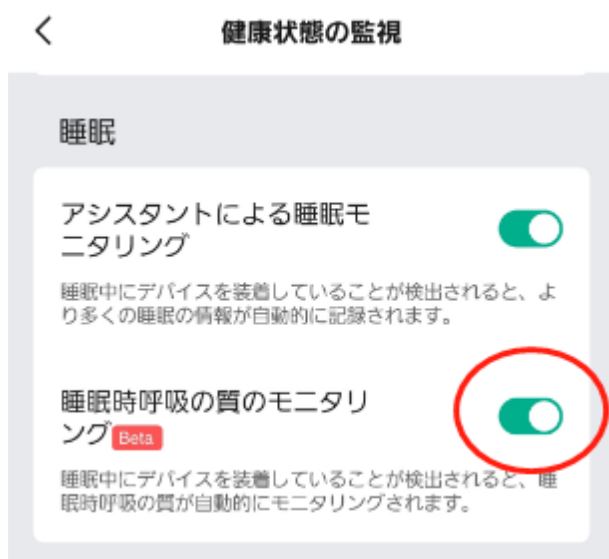 健康状態の監視
睡眠
アシスタントによる睡眠モ
ニタリング
睡眠中にデバイスを装着していることが検出されると、よ
り多くの睡眠の情報が自動的に記録されます。
睡眠時呼吸の質のモニタリ
ング Beta
睡眠中にデバイスを装着していることが検出されると、睡
眠時呼吸の質が自動的にモニタリングされます。